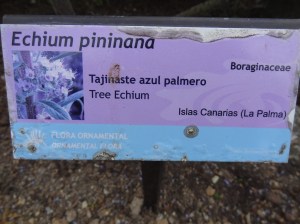 Echium pininana
Boraginaceae
Tajinaste azul palmero
Tree Echium
Islas Canarias (La Palma)
FLORA ORNAMENTAL
ORNAMENTAL FLORA